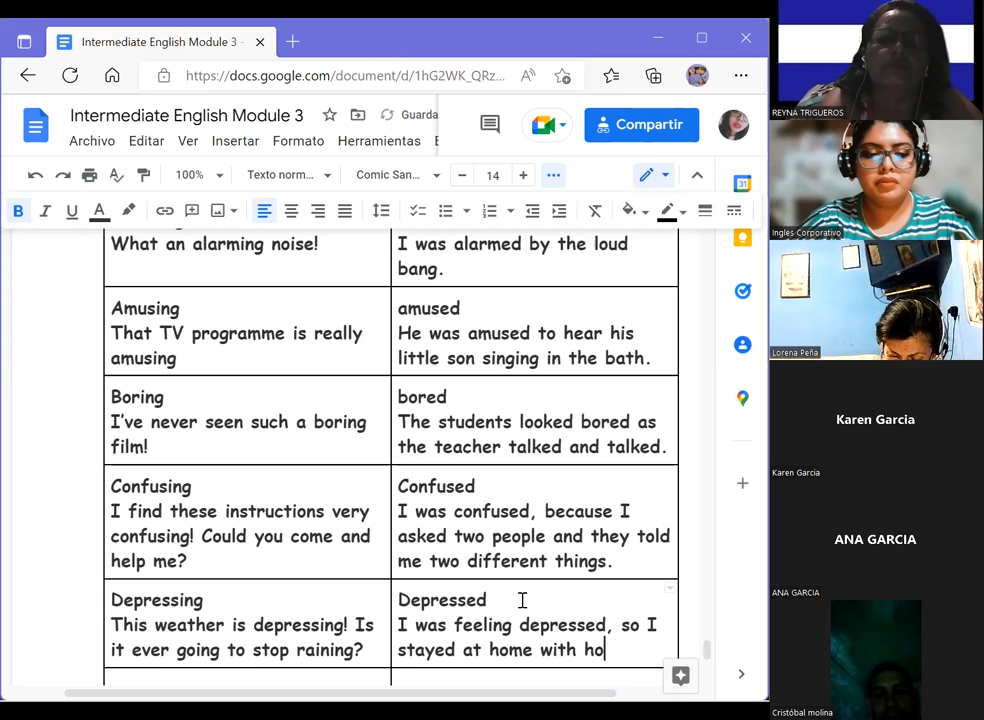 Intermediate English Module 3 -
https://docs.google.com/document/d/1hG2WK_QRz...
Intermediate English Module 3
Guarda
Archivo Editar Ver Insertar Formato Herramientas
Compartir
100% Texto norm... Comic San... 14
What an alarming noise!
I was alarmed by the loud
bang.
Amusing
That TV programme is really
amusing
amused
He was amused to hear his
little son singing in the bath.
Boring
I've never seen such a boring
film!
bored
The students looked bored as
the teacher talked and talked.
Confusing
I find these instructions very
confusing! Could you come and
help me?
Confused
I was confused, because I
asked two people and they told
me two different things.
Depressing
This weather is depressing! Is
it ever going to stop raining?
Depressed
I was feeling depressed, so I
stayed at home with ho
REYNA TRIGUEROS
Ingles Corporativo
Lorena Peña
Karen Garcia
Karen Garcia
ANA GARCIA
ANA GARCIA
Cristóbal molina